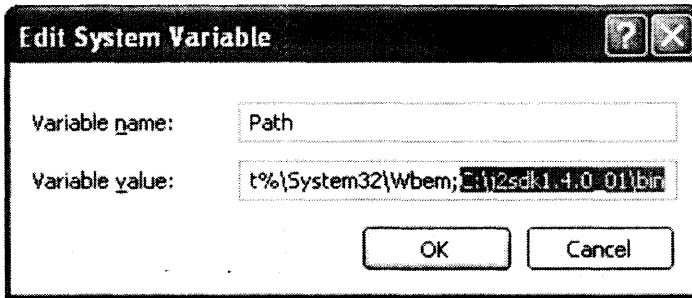 Edit System Variable
Variable name: Path
Variable value: t%\System32\Wbem;C:\j2sdk1.4.0_01\bin
OK Cancel